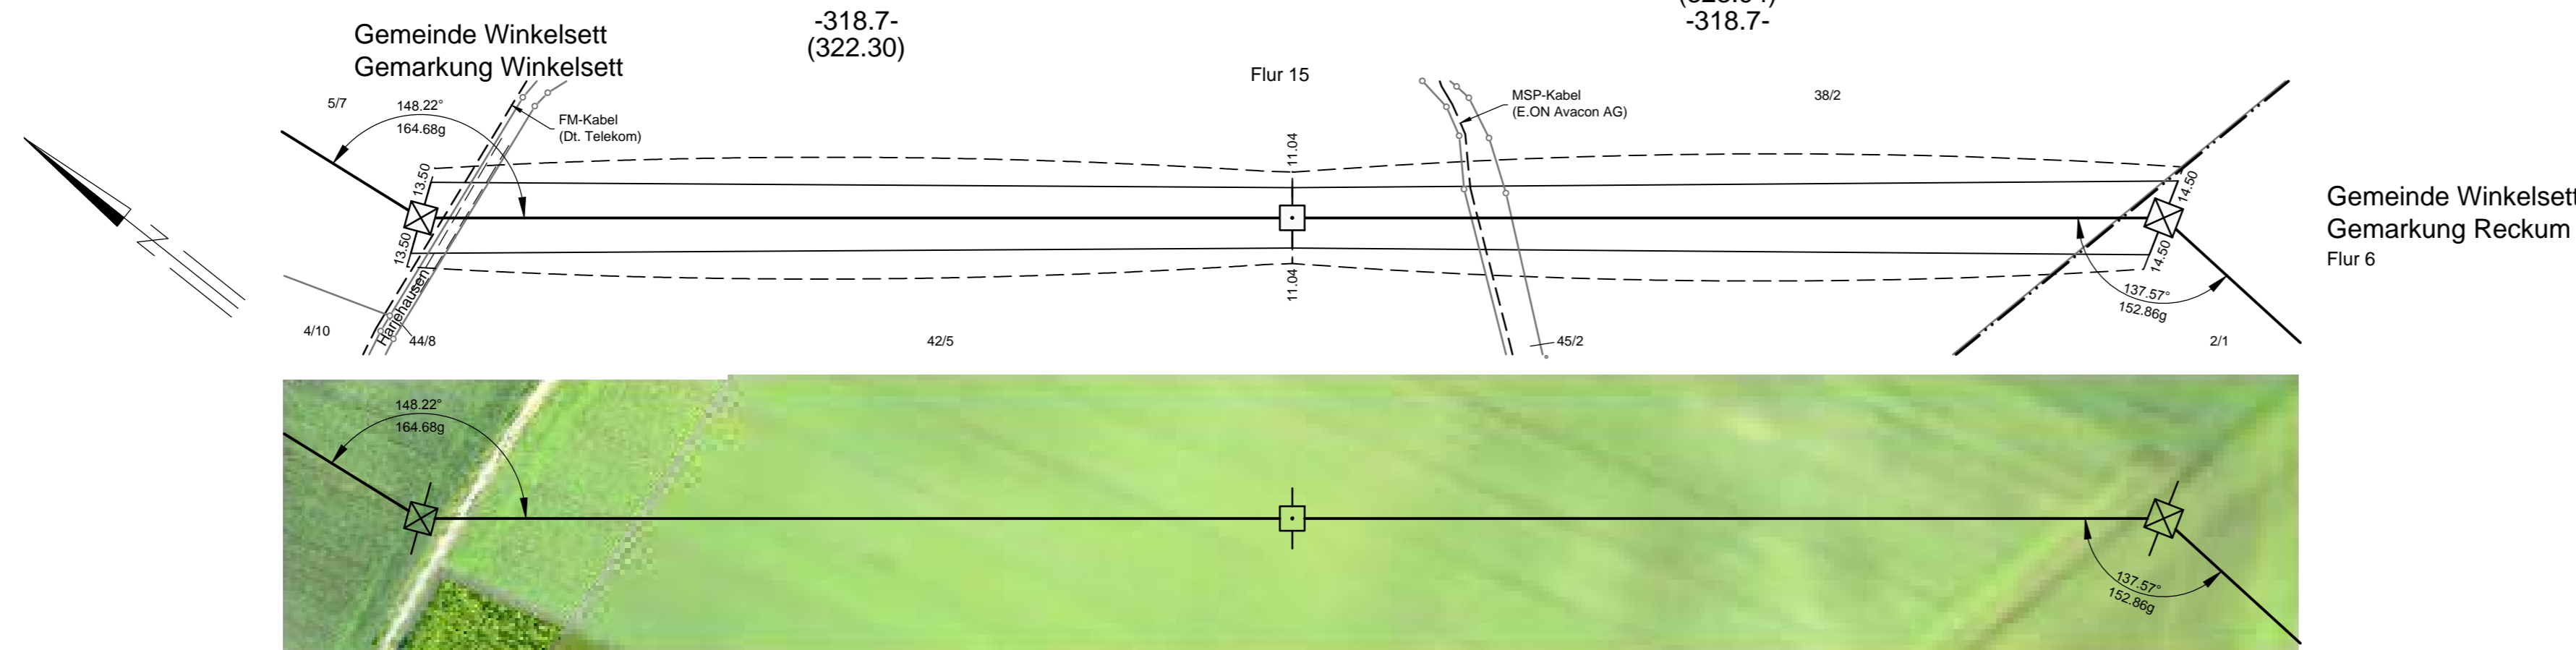 -318.7-
(322.30)
-318.7-
Gemeinde Winkelsett
Gemarkung Winkelsett
Flur 15
5/7
148.22°
164.68g
FM-Kabel
(Dt. Telekom)
MSP-Kabel
(E.ON Avacon AG)
38/2
13.50
13.50
11.04
11.04
14.50
14.50
Gemeinde Winkelsett
Gemarkung Reckum
Flur 6
N
Harjehausen
137.57°
152.86g
4/10
44/8
42/5
45/2
2/1
148.22°
164.68g
137.57°
152.86g